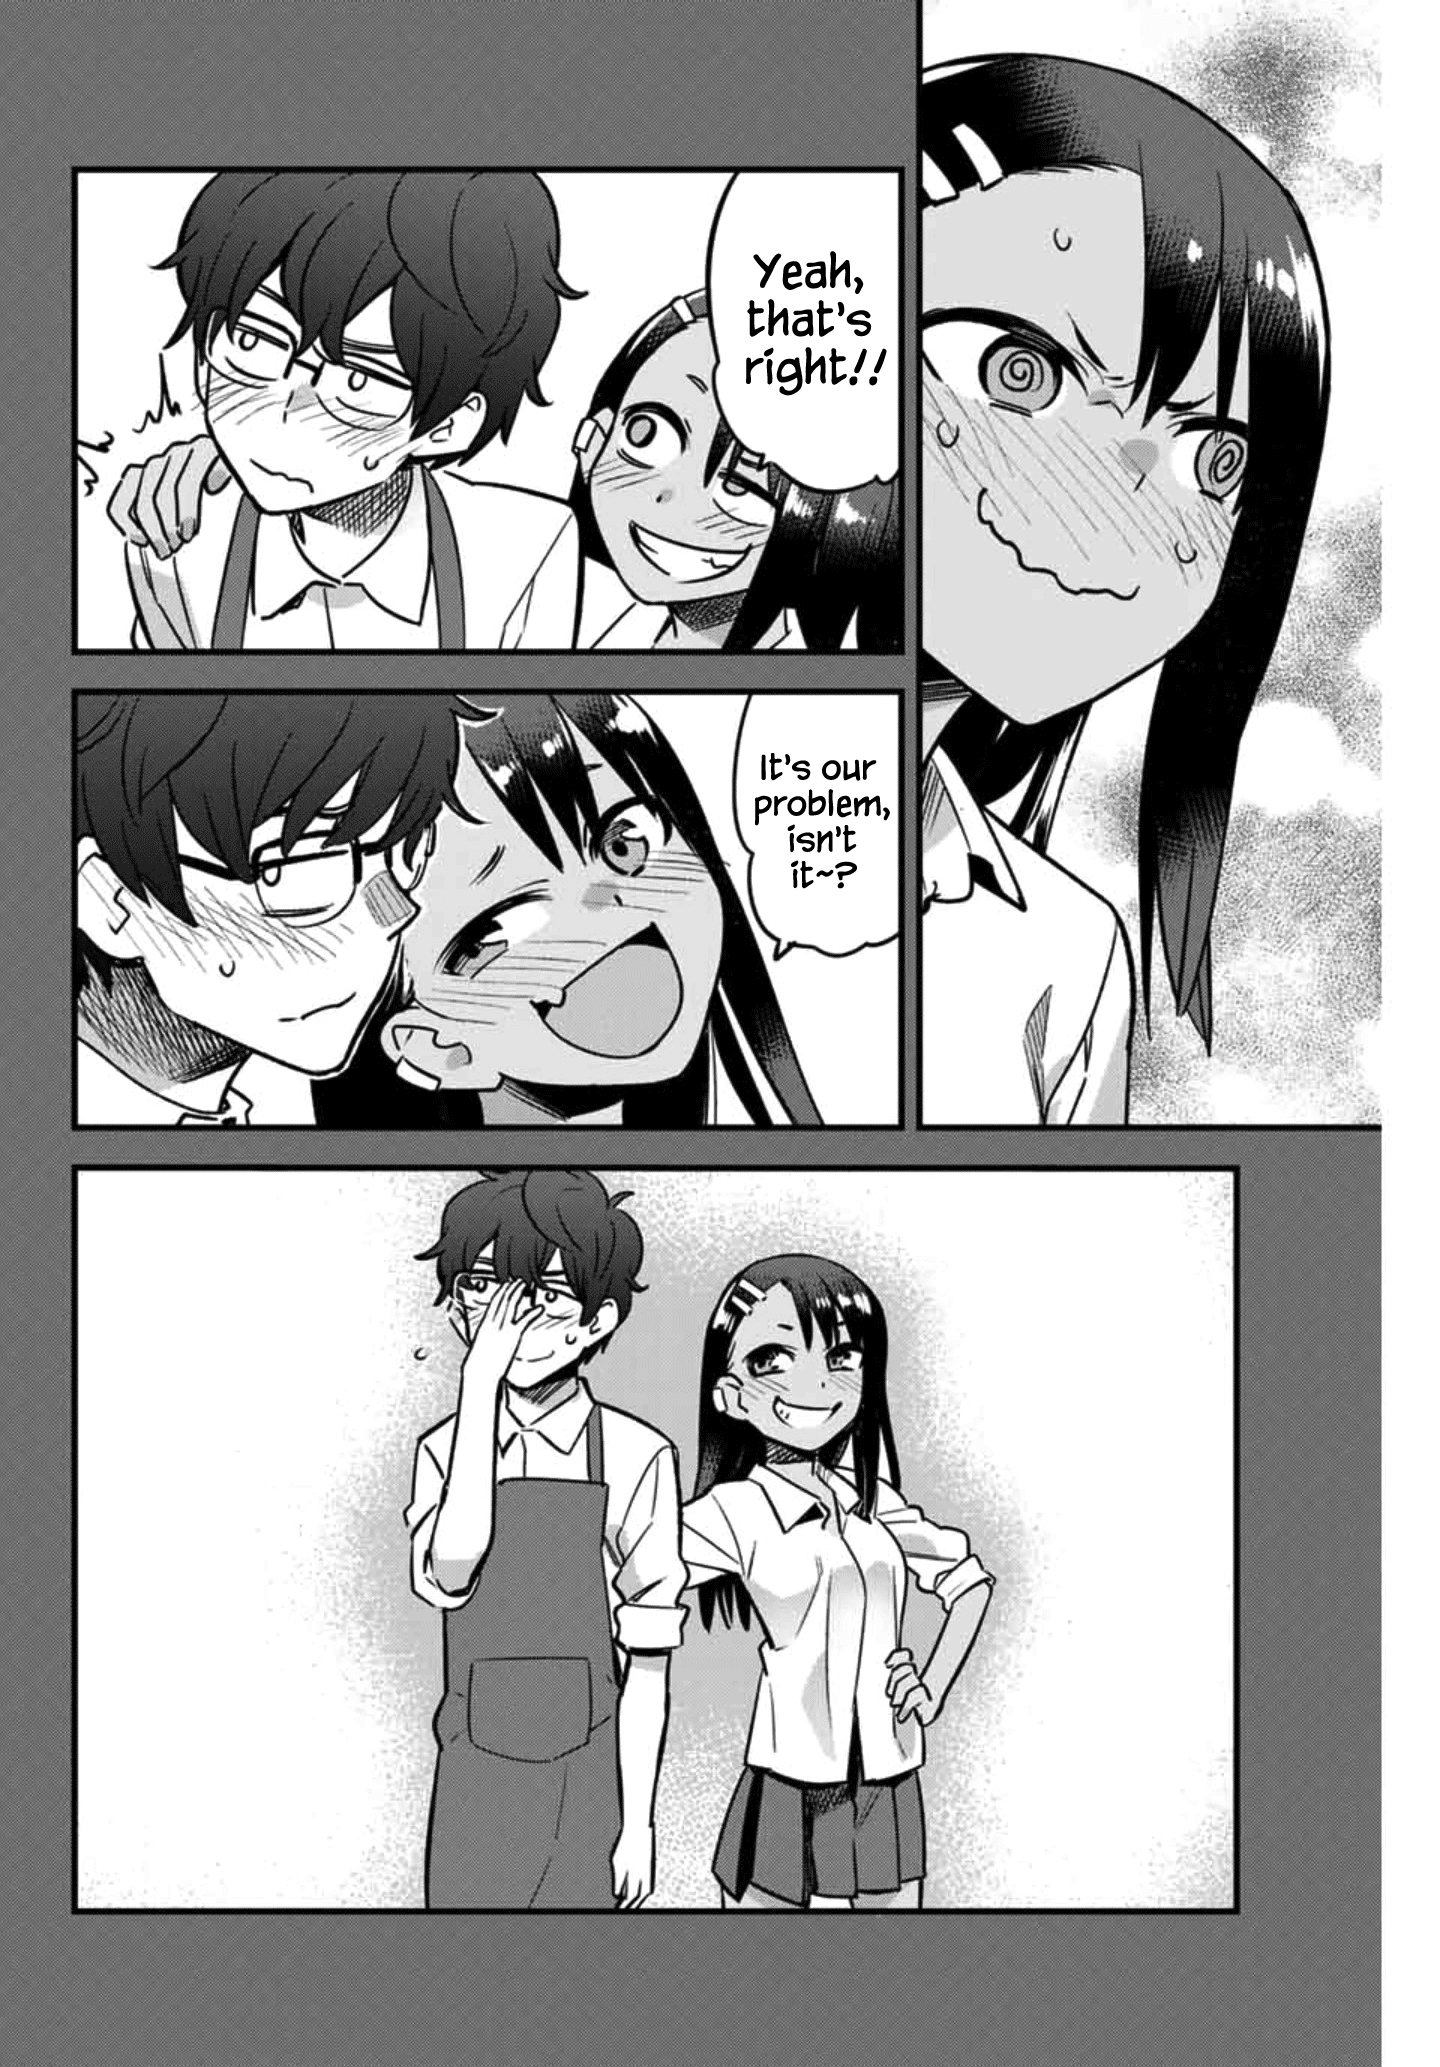 Yeah,
that's
right!!
It's our
problem,
isn't
it~?